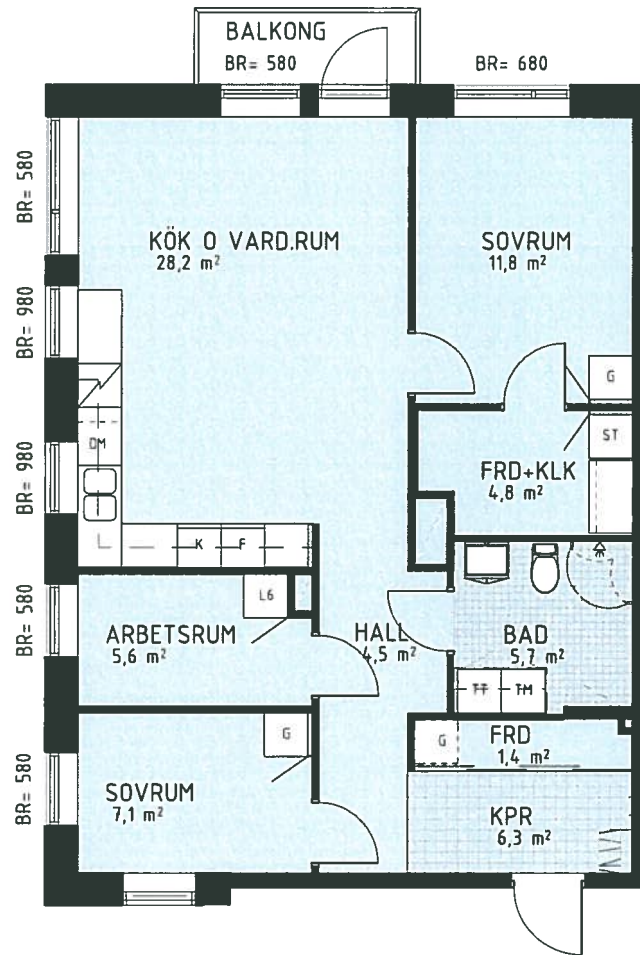 BALKONG
BR= 580
BR= 680
BR= 580
KÖK O VARD.RUM
28,2 m²
SOVRUM
11,8 m²
BR= 980
G
DM
ST
FRD+KLK
4,8 m²
BR= 980
K
F
L6
BR= 580
ARBETSRUM
5,6 m²
HALL
4,5 m²
BAD
5,7 m²
TT
TM
G
G
FRD
1,4 m²
BR= 580
SOVRUM
7,1 m²
KPR
6,3 m²